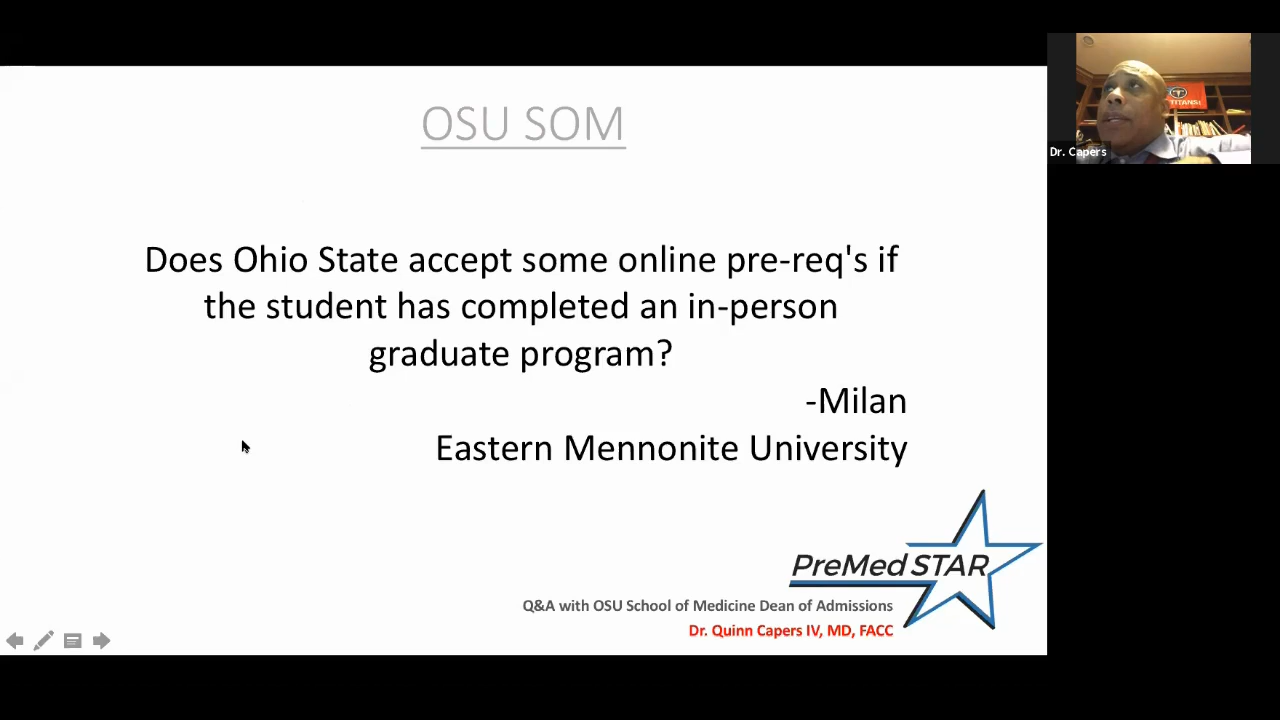 OSU SOM
Does Ohio State accept some online pre-req's if
the student has completed an in-person
graduate program?
-Milan
Eastern Mennonite University
PreMed STAR
Q&A with OSU School of Medicine Dean of Admissions
Dr. Quinn Capers IV, MD, FACC
TITANS
Dr. Capers